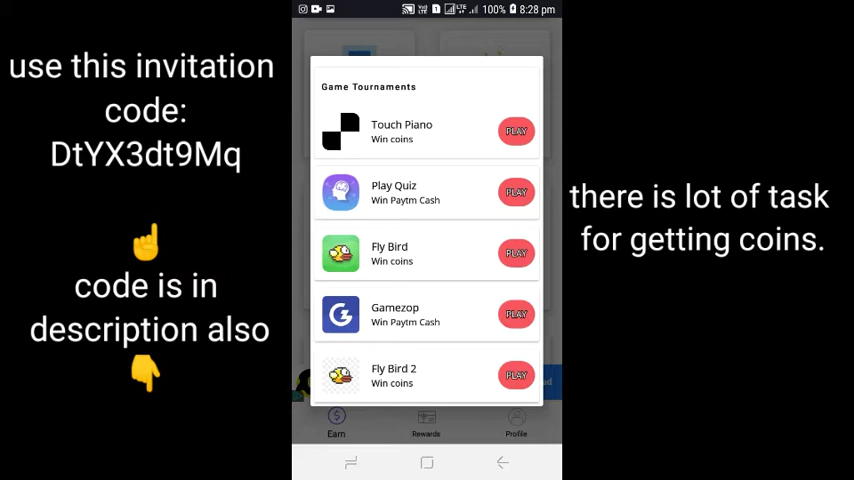 use this invitation
code:
DtYX3dt9Mq
☝
code is in
description also
👇
LTE 100% 8:28 pm
Game Tournaments
Touch Piano
Win coins
PLAY
Play Quiz
Win Paytm Cash
PLAY
Fly Bird
Win coins
PLAY
Gamezop
Win Paytm Cash
PLAY
Fly Bird 2
Win coins
PLAY
Earn
Rewards
Profile
there is lot of task
for getting coins.